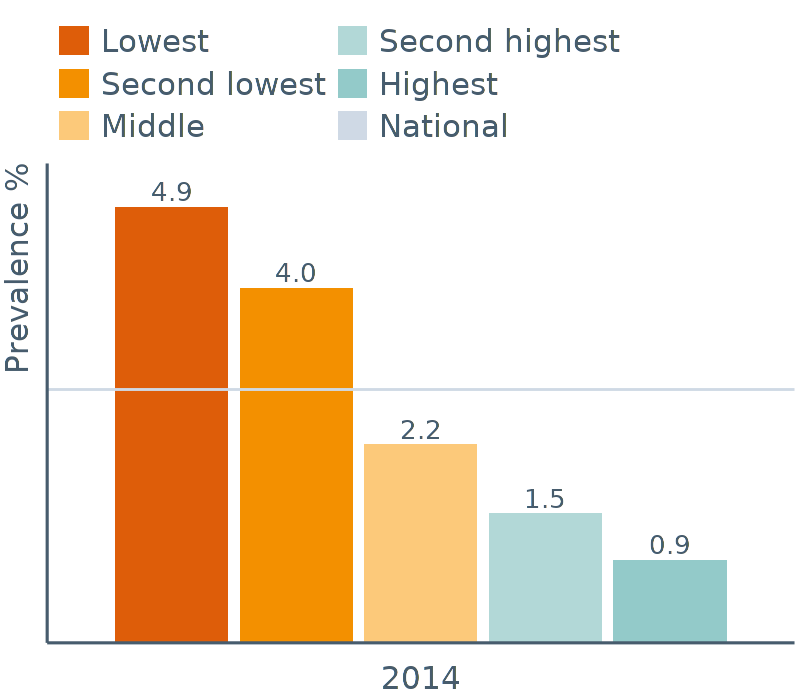 Lowest
Second lowest
Middle
Second highest
Highest
National
Prevalence %
4.9
4.0
2.2
1.5
0.9
2014